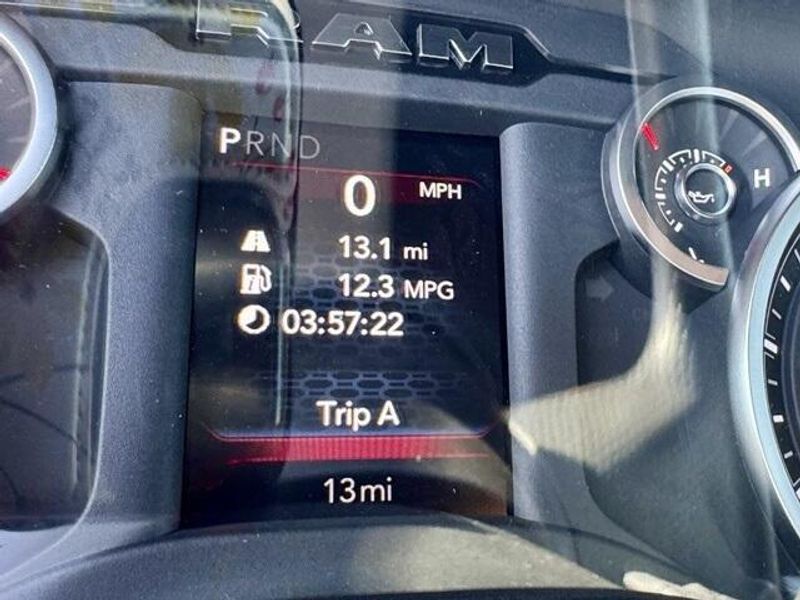 RAM
PRND
0 MPH
13.1 mi
12.3 MPG
03:57:22
H
Trip A
13mi